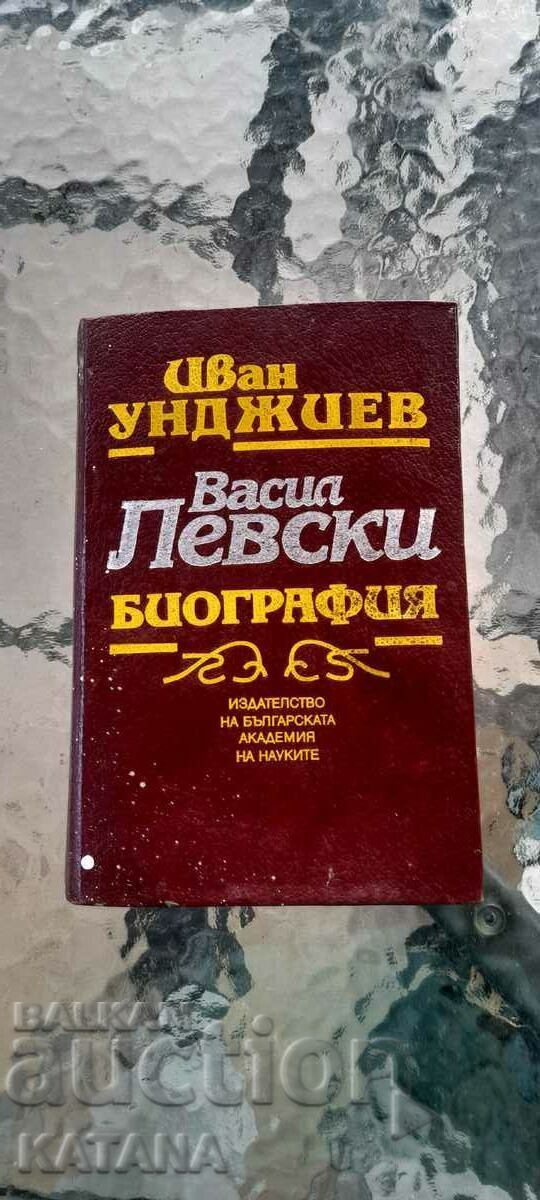 Иван
УНДЖИЕВ
Васил
Левски
БИОГРАФИЯ
ИЗДАТЕЛСТВО
НА БЪЛГАРСКАТА
АКАДЕМИЯ
НА НАУКИТЕ
BALKAN
auction
KATANA